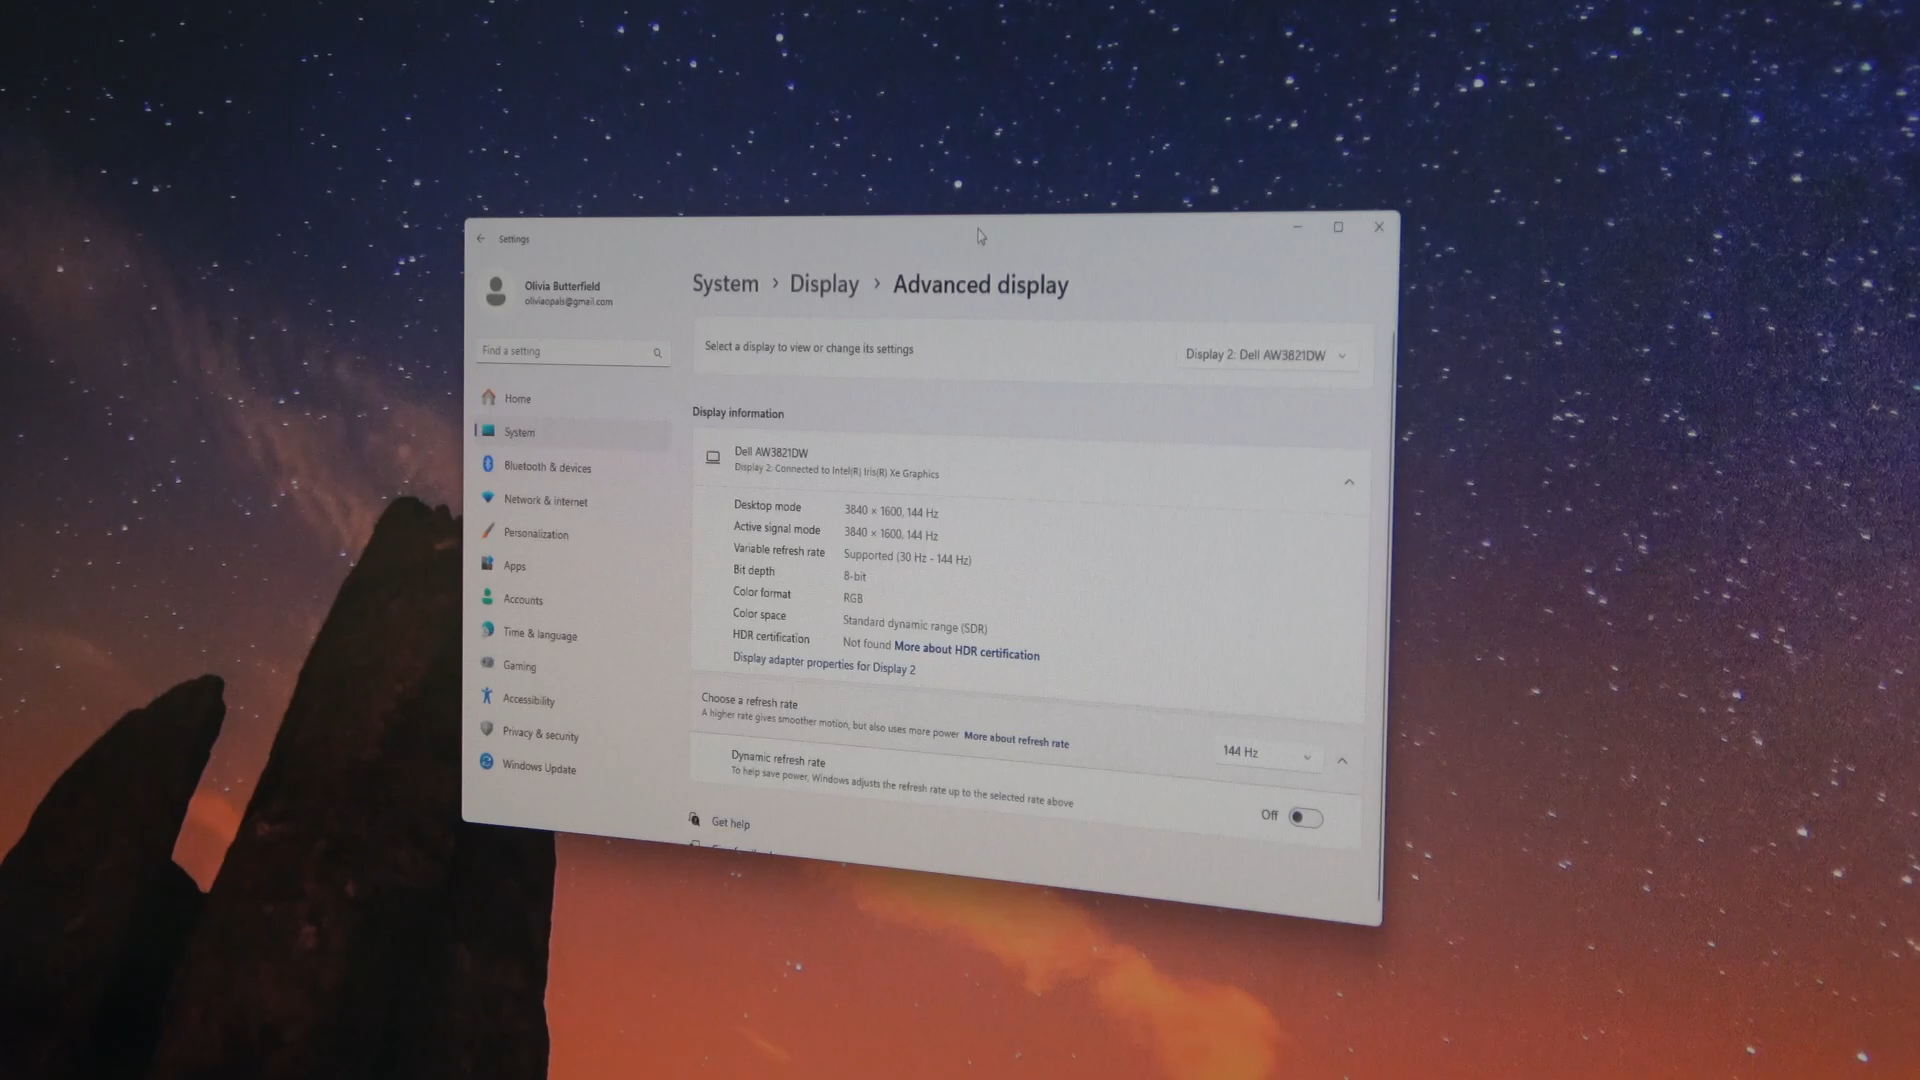 Settings
Olivia Butterfield
oliviaopals@gmail.com
Find a setting
Home
System
Bluetooth & devices
Network & internet
Personalization
Apps
Accounts
Time & language
Gaming
Accessibility
Privacy & security
Windows Update
System > Display > Advanced display
Select a display to view or change its settings
Display 2: Dell AW3821DW
Display information
Dell AW3821DW
Display 2: Connected to Intel(R) Iris(R) Xe Graphics
Desktop mode 3840 × 1600, 144 Hz
Active signal mode 3840 × 1600, 144 Hz
Variable refresh rate Supported (30 Hz - 144 Hz)
Bit depth 8-bit
Color format RGB
Color space Standard dynamic range (SDR)
HDR certification Not found More about HDR certification
Display adapter properties for Display 2
Choose a refresh rate
A higher rate gives smoother motion, but also uses more power More about refresh rate
144 Hz
Dynamic refresh rate
To help save power, Windows adjusts the refresh rate up to the selected rate above
Off
Get help